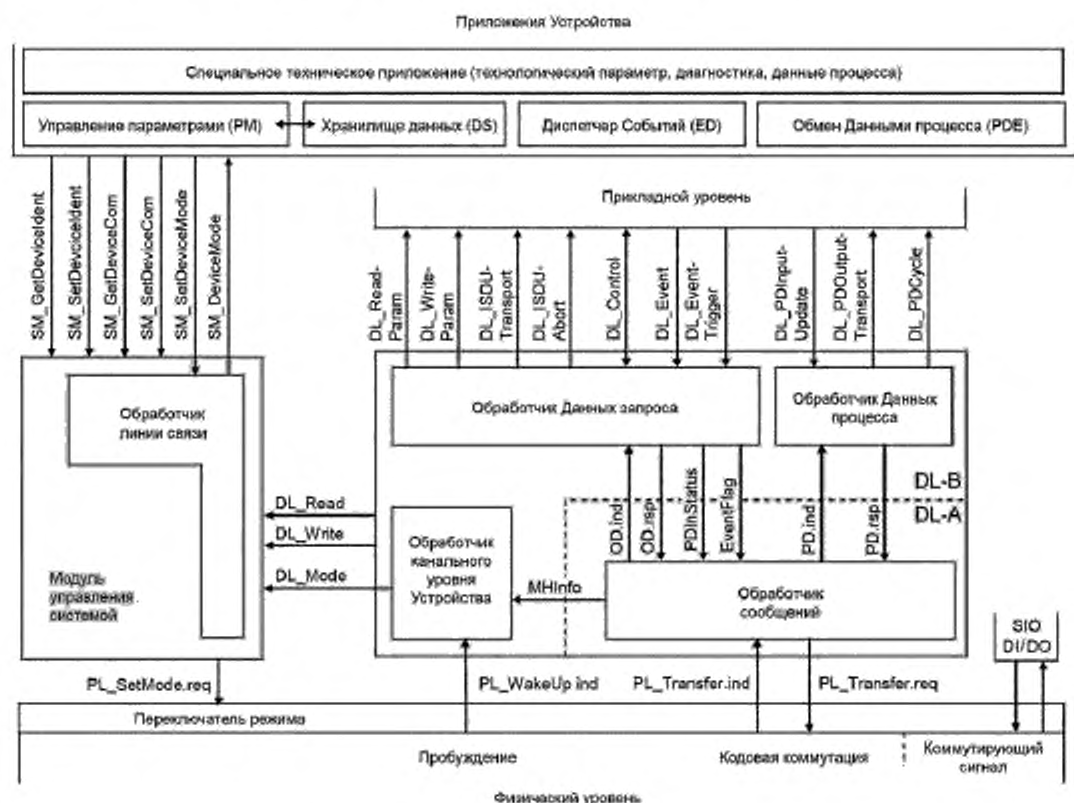 Приложения Устройства
Специальное техническое приложение (технологический параметр, диагностика, данные процесса)
Управление параметрами (PM)
Хранилище данных (DS)
Диспетчер Событий (ED)
Обмен Данными процесса (PDE)
SM_GetDeviceIdent
SM_SetDevciceIdent
SM_GetDeviceCom
SM_SetDeviceCom
SM_SetDeviceMode
SM_DeviceMode
Прикладной уровень
DL_Read-
Param
DL_Write-
Param
DL_ISDU-
Transport
DL_ISDU-
Abort
DL_Control
DL_Event
DL_Event-
Trigger
DL_PDInput-
Update
DL_PDOutput-
Transport
DL_PDCycle
Обработчик
линии связи
Обработчик Данных запроса
Обработчик Данных
процесса
DL-B
DL-A
OD.ind
OD.rsp
PDInStatus
EventFlag
PD.ind
PD.rsp
DL_Read
DL_Write
DL_Mode
Обработчик
канального
уровня
Устройства
MHInfo
Обработчик
сообщений
Модуль
управления
системой
SIO
DI/DO
PL_SetMode.req
PL_WakeUp.ind
PL_Transfer.ind
PL_Transfer.req
Переключатель режима
Пробуждение
Кодовая коммутация
Коммутирующий
сигнал
Физический уровень